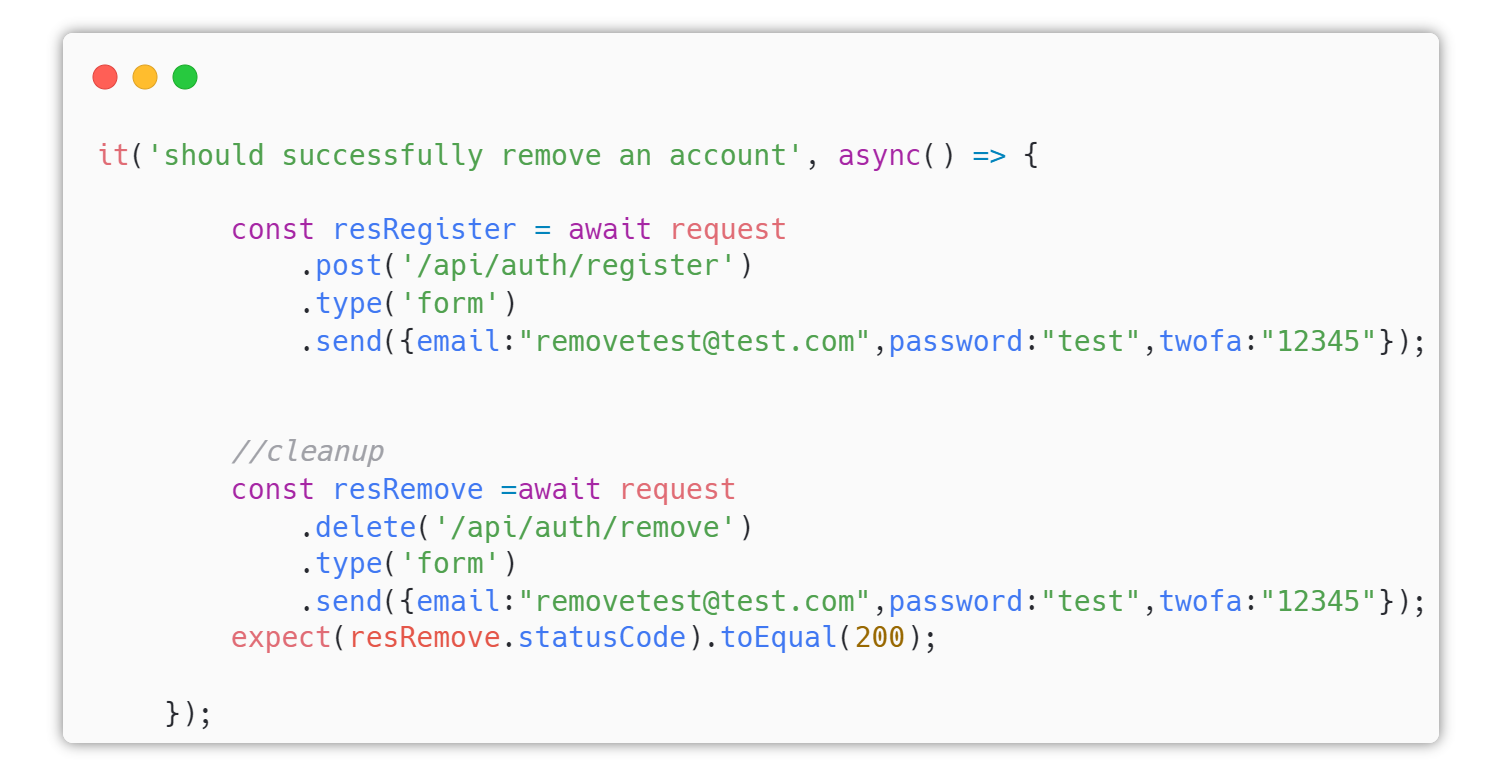 it('should successfully remove an account', async() => {
const resRegister = await request
.post('/api/auth/register')
.type('form')
.send({email:"removetest@test.com",password:"test",twofa:"12345"});
//cleanup
const resRemove =await request
.delete('/api/auth/remove')
.type('form')
.send({email:"removetest@test.com",password:"test",twofa:"12345"});
expect(resRemove.statusCode).toEqual(200);
});